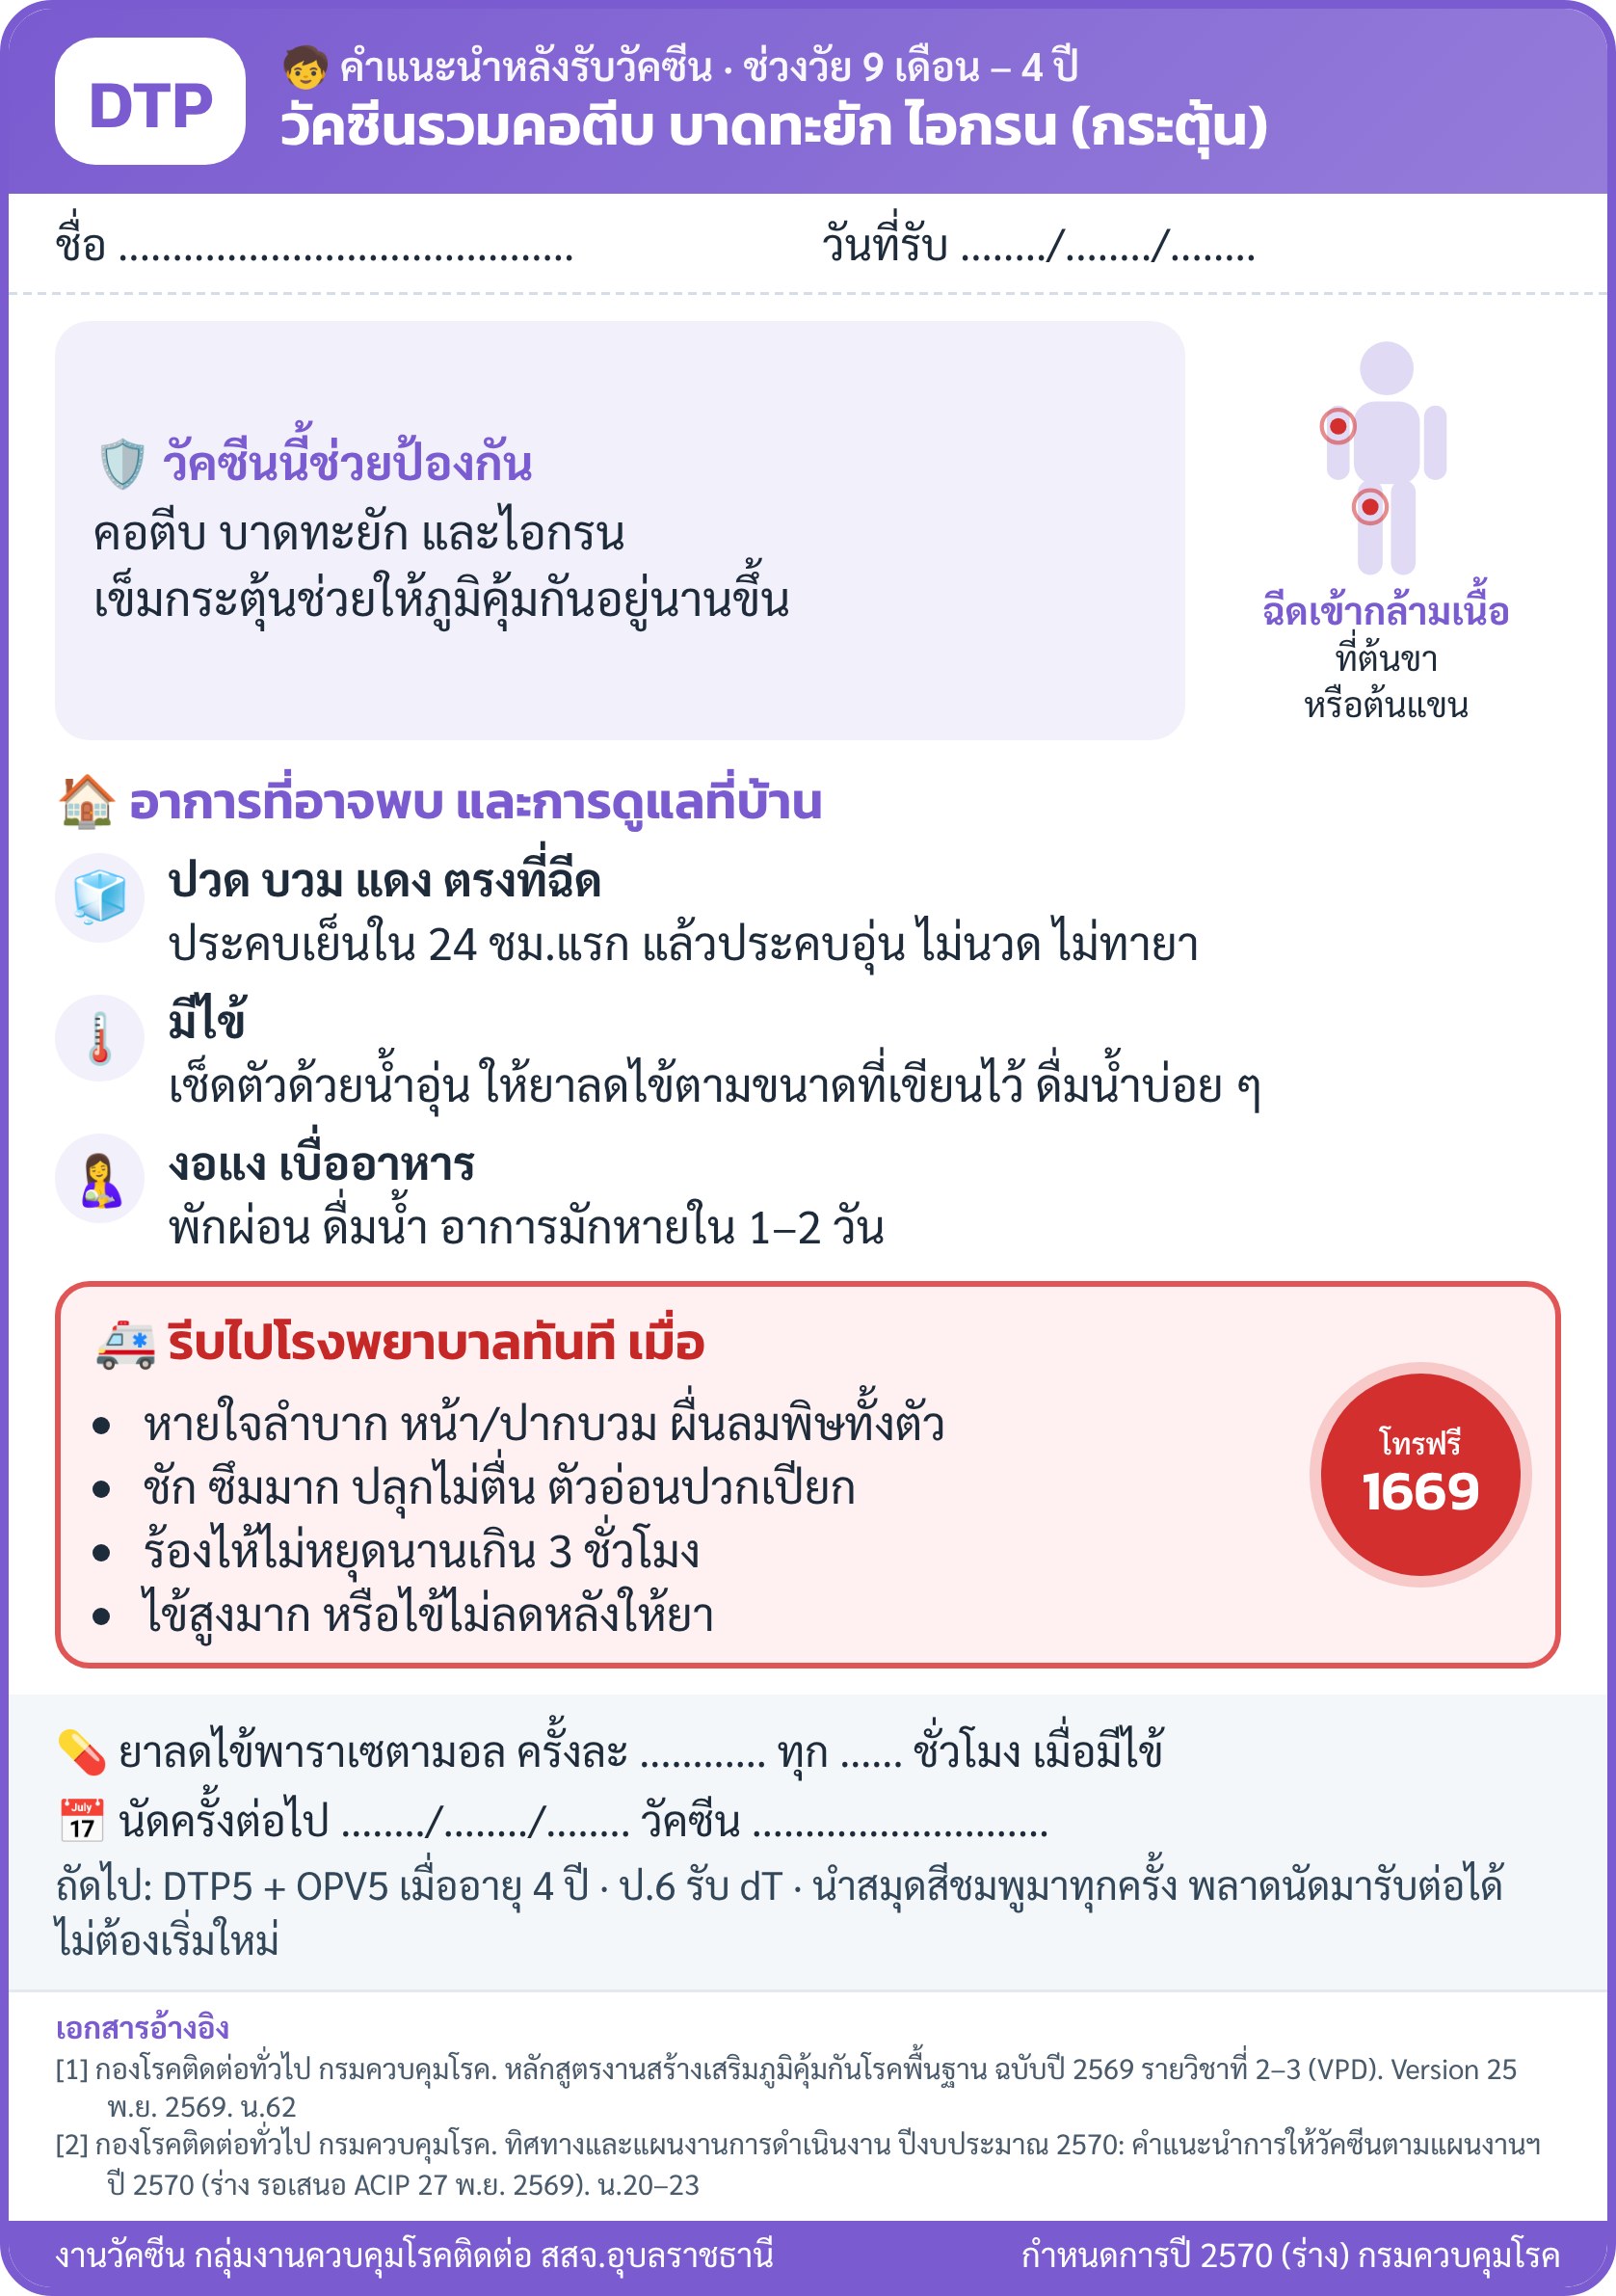 DTP
คำแนะนำหลังรับวัคซีน · ช่วงวัย 9 เดือน – 4 ปี
วัคซีนรวมคอตีบ บาดทะยัก ไอกรน (กระตุ้น)
ชื่อ ........................................... วันที่รับ ......../......../........
วัคซีนนี้ช่วยป้องกัน
คอตีบ บาดทะยัก และไอกรน
เข็มกระตุ้นช่วยให้ภูมิคุ้มกันอยู่นานขึ้น
ฉีดเข้ากล้ามเนื้อ
ที่ต้นขา
หรือต้นแขน
อาการที่อาจพบ และการดูแลที่บ้าน
ปวด บวม แดง ตรงที่ฉีด
ประคบเย็นใน 24 ชม.แรก แล้วประคบอุ่น ไม่นวด ไม่ทายา
มีไข้
เช็ดตัวด้วยน้ำอุ่น ให้ยาลดไข้ตามขนาดที่เขียนไว้ ดื่มน้ำบ่อย ๆ
งอแง เบื่ออาหาร
พักผ่อน ดื่มน้ำ อาการมักหายใน 1–2 วัน
รีบไปโรงพยาบาลทันที เมื่อ
• หายใจลำบาก หน้า/ปากบวม ผื่นลมพิษทั้งตัว
• ชัก ซึมมาก ปลุกไม่ตื่น ตัวอ่อนปวกเปียก
• ร้องไห้ไม่หยุดนานเกิน 3 ชั่วโมง
• ไข้สูงมาก หรือไข้ไม่ลดหลังให้ยา
โทรฟรี
1669
ยาลดไข้พาราเซตามอล ครั้งละ ............ ทุก ...... ชั่วโมง เมื่อมีไข้
July
17
นัดครั้งต่อไป ......../......../........ วัคซีน ............................
ถัดไป: DTP5 + OPV5 เมื่ออายุ 4 ปี · ป.6 รับ dT · นำสมุดสีชมพูมาทุกครั้ง พลาดนัดมารับต่อได้
ไม่ต้องเริ่มใหม่
เอกสารอ้างอิง
[1] กองโรคติดต่อทั่วไป กรมควบคุมโรค. หลักสูตรงานสร้างเสริมภูมิคุ้มกันโรคพื้นฐาน ฉบับปี 2569 รายวิชาที่ 2–3 (VPD). Version 25
พ.ย. 2569. น.62
[2] กองโรคติดต่อทั่วไป กรมควบคุมโรค. ทิศทางและแผนงานการดำเนินงาน ปีงบประมาณ 2570: คำแนะนำการให้วัคซีนตามแผนงานฯ
ปี 2570 (ร่าง รอเสนอ ACIP 27 พ.ย. 2569). น.20–23
งานวัคซีน กลุ่มงานควบคุมโรคติดต่อ สสจ.อุบลราชธานี
กำหนดการปี 2570 (ร่าง) กรมควบคุมโรค